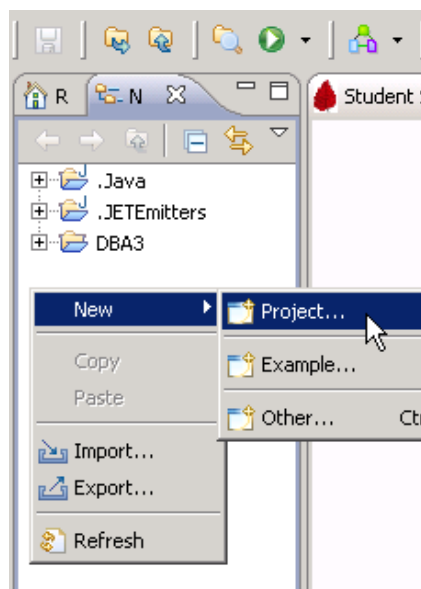 R
N
Student
.Java
.JETEmitters
DBA3
New
Project...
Copy
Example...
Paste
Other...
Import...
Export...
Refresh